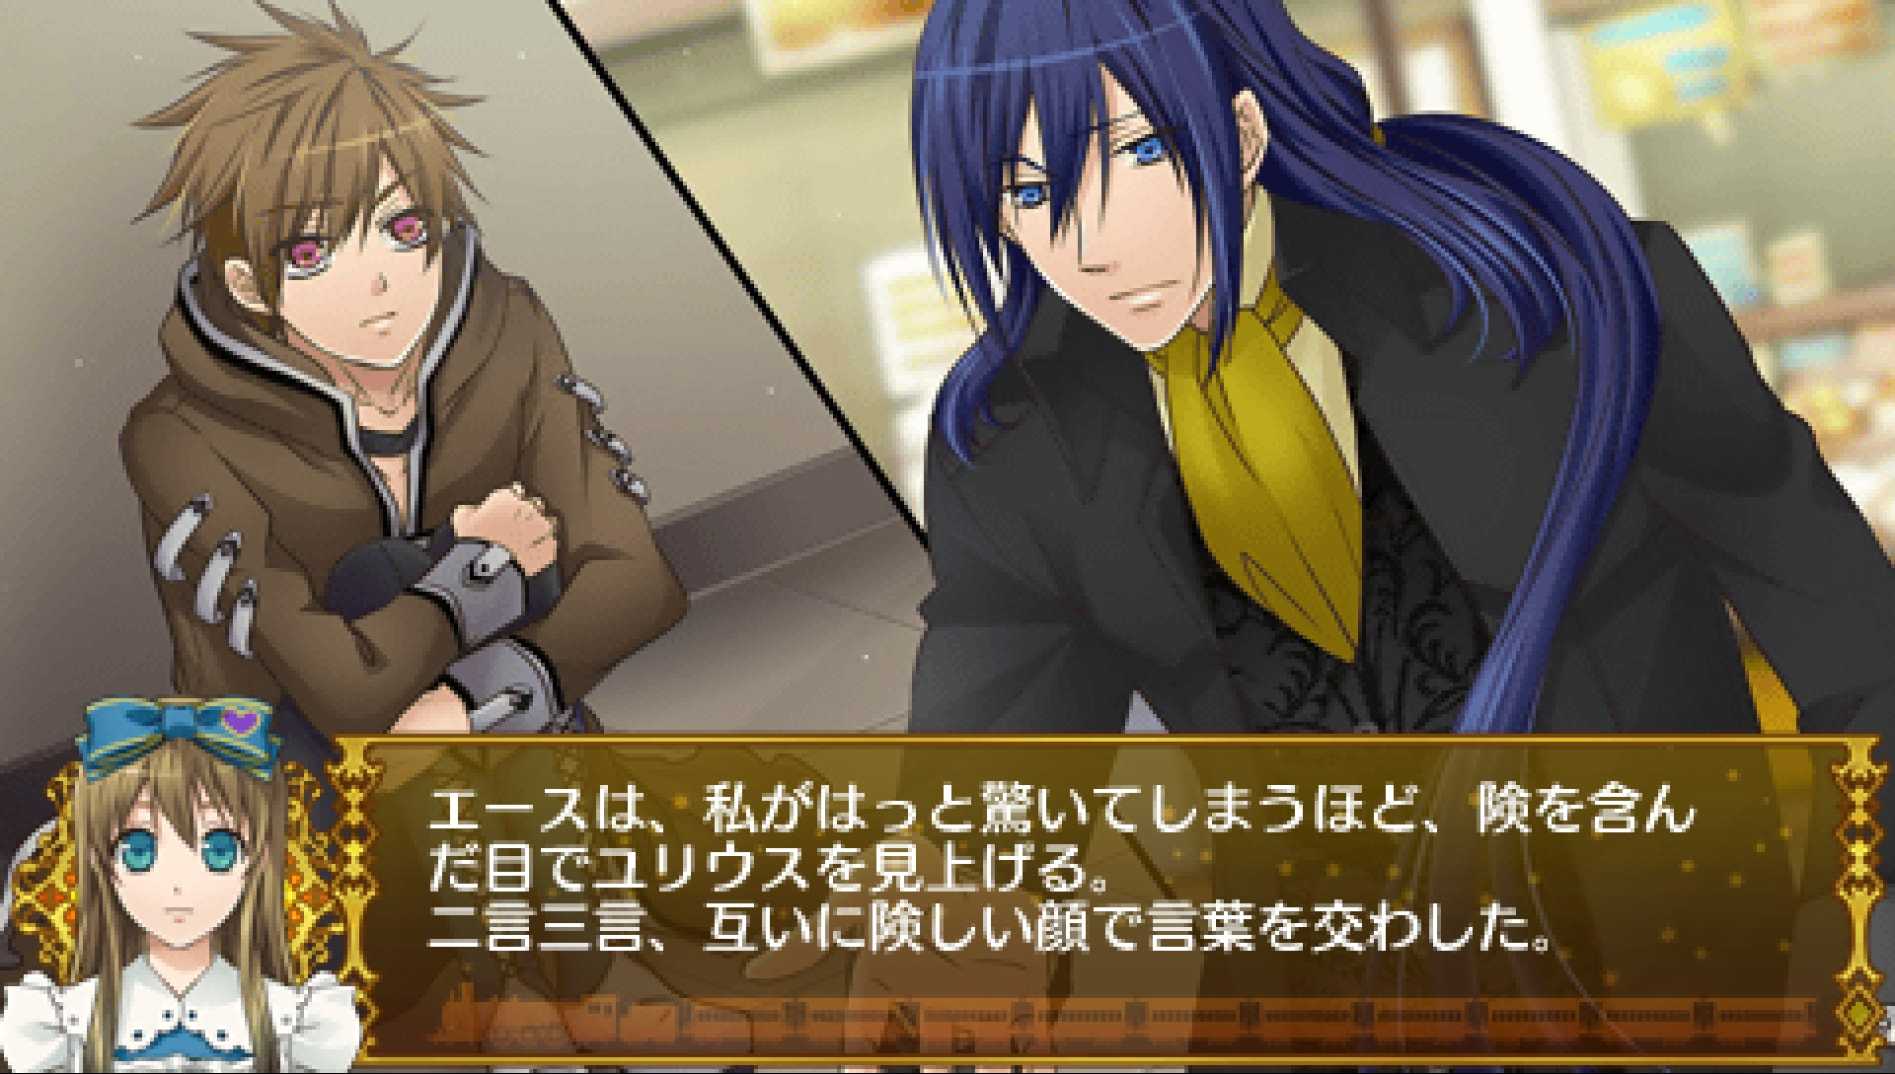 エースは、私がはっと驚いてしまうほど、険を含ん
だ目でユリウスを見上げる。
二言三言、互いに険しい顔で言葉を交わした。